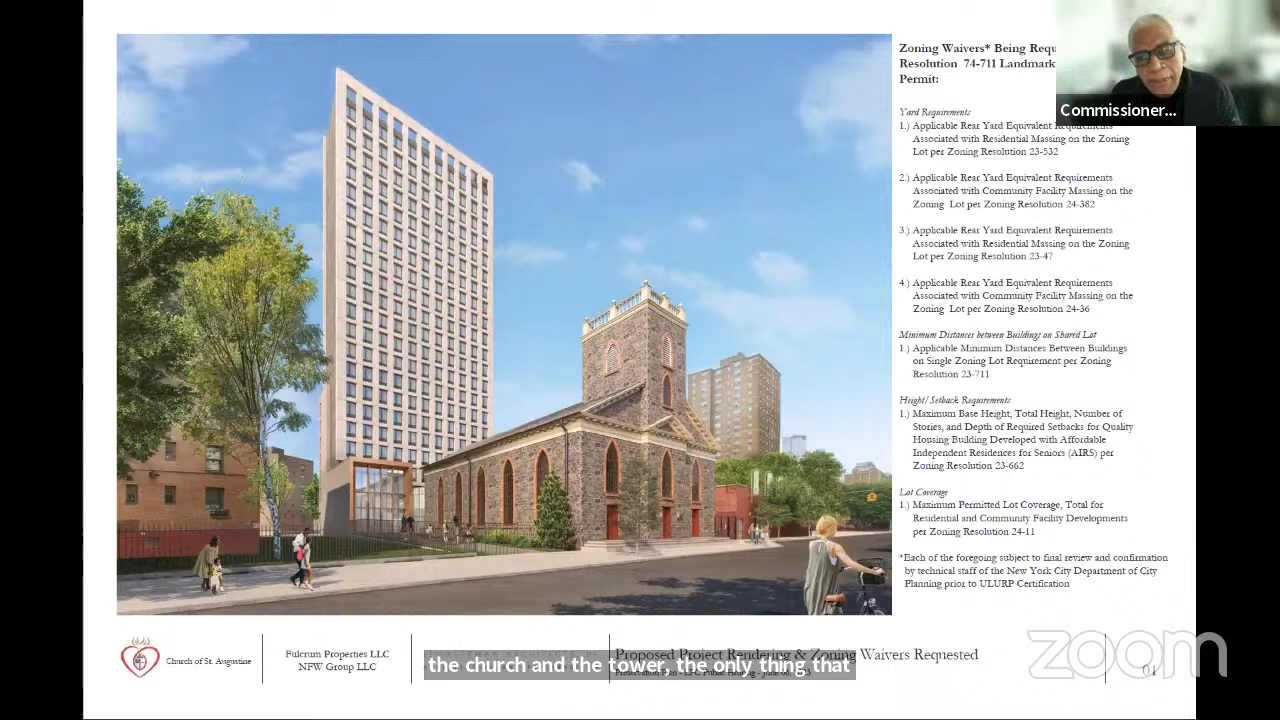 Zoning Waivers* Being Requ
Resolution 74-711 Landmark
Permit:
Commissioner...
Yard Requirements
1.) Applicable Rear Yard Equivalent Requirements
Associated with Residential Massing on the Zoning
Lot per Zoning Resolution 23-532
2.) Applicable Rear Yard Equivalent Requirements
Associated with Community Facility Massing on the
Zoning Lot per Zoning Resolution 24-382
3.) Applicable Rear Yard Equivalent Requirements
Associated with Residential Massing on the Zoning
Lot per Zoning Resolution 23-47
4.) Applicable Rear Yard Equivalent Requirements
Associated with Community Facility Massing on the
Zoning Lot per Zoning Resolution 24-36
Minimum Distances between Buildings on Shared Lot
1.) Applicable Minimum Distances Between Buildings
on Single Zoning Lot Requirement per Zoning
Resolution 23-711
Height/Setback Requirements
1.) Maximum Base Height, Total Height, Number of
Stories, and Depth of Required Setbacks for Quality
Housing Building Developed with Affordable
Independent Residences for Seniors (AIRS) per
Zoning Resolution 23-662
Lot Coverage
1.) Maximum Permitted Lot Coverage, Total for
Residential and Community Facility Developments
per Zoning Resolution 24-11
*Each of the foregoing subject to final review and confirmation
by technical staff of the New York City Department of City
Planning prior to ULURP Certification
Church of St. Augustine
Fulcrum Properties LLC
NFW Group LLC
Proposed Project Rendering & Zoning Waivers Requested
the church and the tower, the only thing that
01
zoom